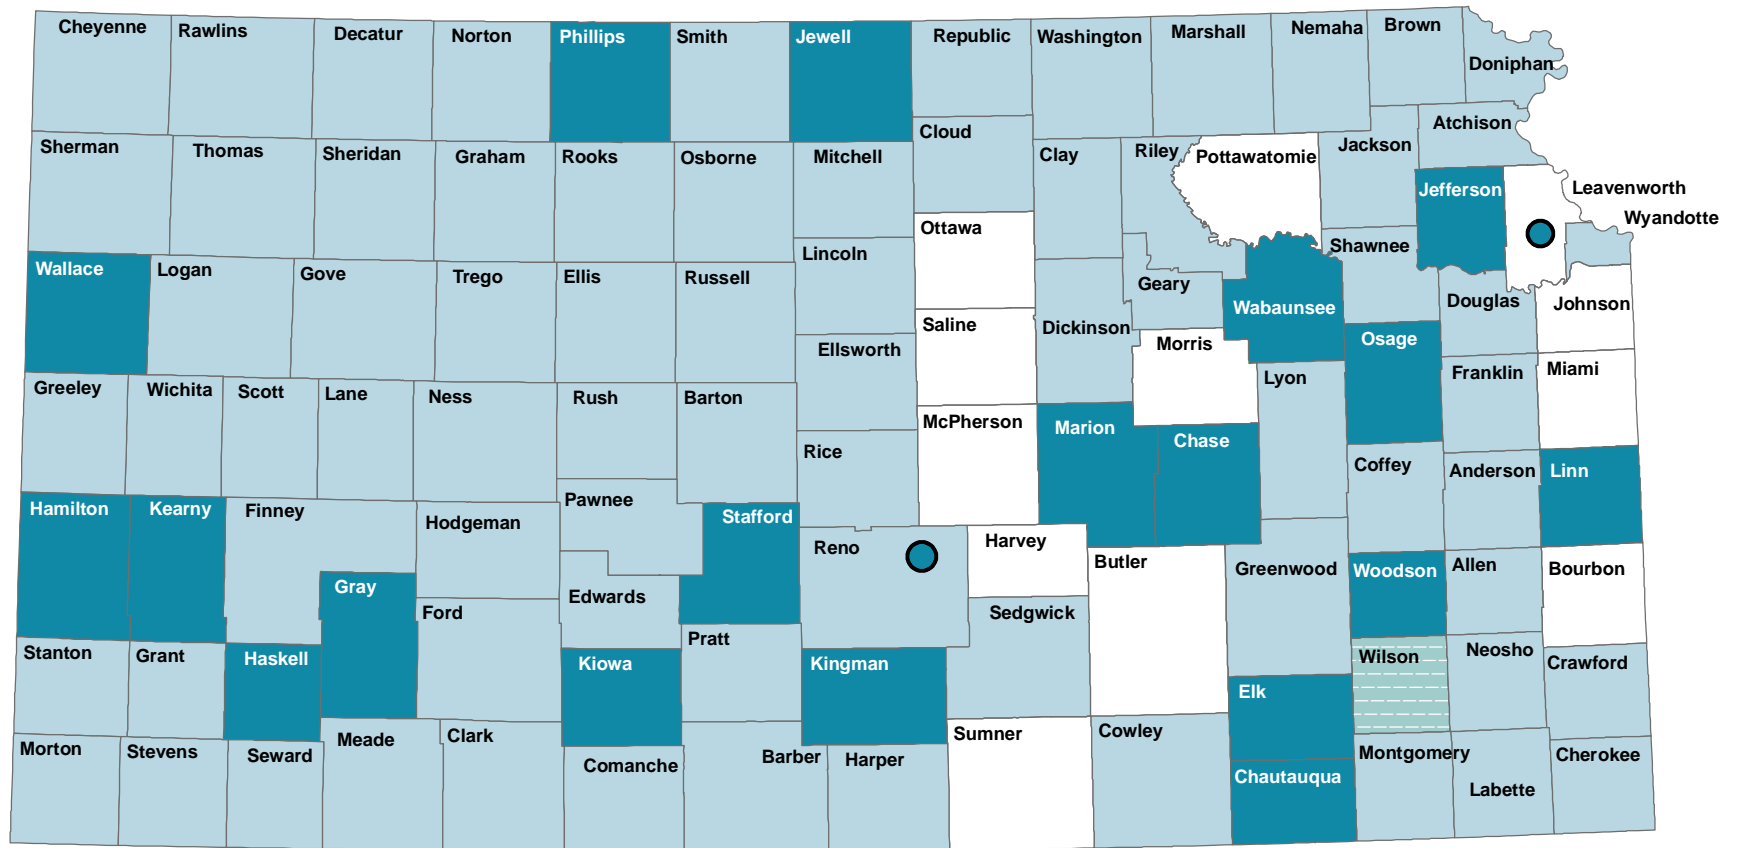 Cheyenne
Rawlins
Decatur
Norton
Phillips
Smith
Jewell
Republic
Washington
Marshall
Nemaha
Brown
Doniphan
Sherman
Thomas
Sheridan
Graham
Rooks
Osborne
Mitchell
Cloud
Clay
Riley
Pottawatomie
Jackson
Atchison
Jefferson
Leavenworth
Wyandotte
Wallace
Logan
Gove
Trego
Ellis
Russell
Lincoln
Ottawa
Saline
Dickinson
Geary
Wabaunsee
Shawnee
Douglas
Johnson
Greeley
Wichita
Scott
Lane
Ness
Rush
Barton
Ellsworth
Rice
McPherson
Marion
Morris
Chase
Lyon
Osage
Franklin
Miami
Coffey
Anderson
Linn
Hamilton
Kearny
Finney
Hodgeman
Pawnee
Stafford
Reno
Harvey
Butler
Greenwood
Woodson
Allen
Bourbon
Gray
Ford
Edwards
Sedgwick
Stanton
Grant
Haskell
Kiowa
Pratt
Kingman
Elk
Wilson
Neosho
Crawford
Morton
Stevens
Seward
Meade
Clark
Comanche
Barber
Harper
Sumner
Cowley
Chautauqua
Montgomery
Labette
Cherokee